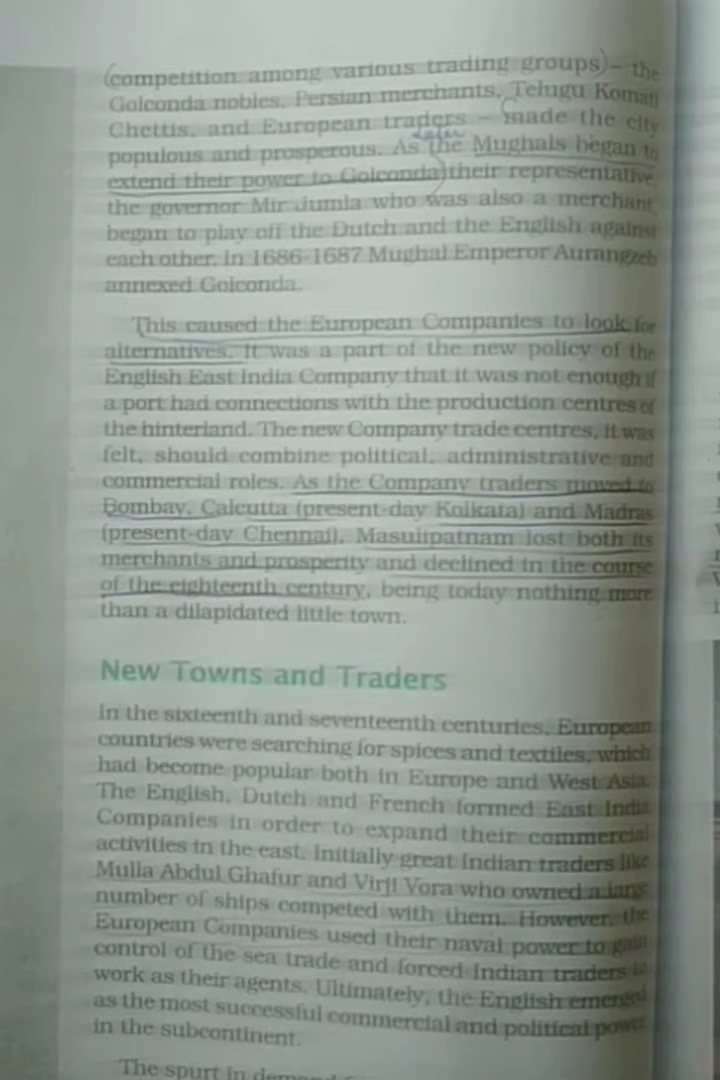 (competition among various trading groups) – the
Golconda nobles, Persian merchants, Telugu Komati
Chettis, and European traders – made the city
populous and prosperous. As the Mughals began to
extend their power to Golconda) their representative,
the governor Mir Jumla who was also a merchant,
began to play off the Dutch and the English against
each other. In 1686-1687 Mughal Emperor Aurangzeb
annexed Golconda.
This caused the European Companies to look for
alternatives. It was a part of the new policy of the
English East India Company that it was not enough if
a port had connections with the production centres of
the hinterland. The new Company trade centres, it was
felt, should combine political, administrative and
commercial roles. As the Company traders moved to
Bombay, Calcutta (present-day Kolkata) and Madras
(present-day Chennai), Masulipatnam lost both its
merchants and prosperity and declined in the course
of the eighteenth century, being today nothing more
than a dilapidated little town.
New Towns and Traders
In the sixteenth and seventeenth centuries, European
countries were searching for spices and textiles, which
had become popular both in Europe and West Asia.
The English, Dutch and French formed East India
Companies in order to expand their commercial
activities in the east. Initially great Indian traders like
Mulla Abdul Ghafur and Virji Vora who owned a large
number of ships competed with them. However, the
European Companies used their naval power to gain
control of the sea trade and forced Indian traders to
work as their agents. Ultimately, the English emerged
as the most successful commercial and political power
in the subcontinent.
The spurt in demand